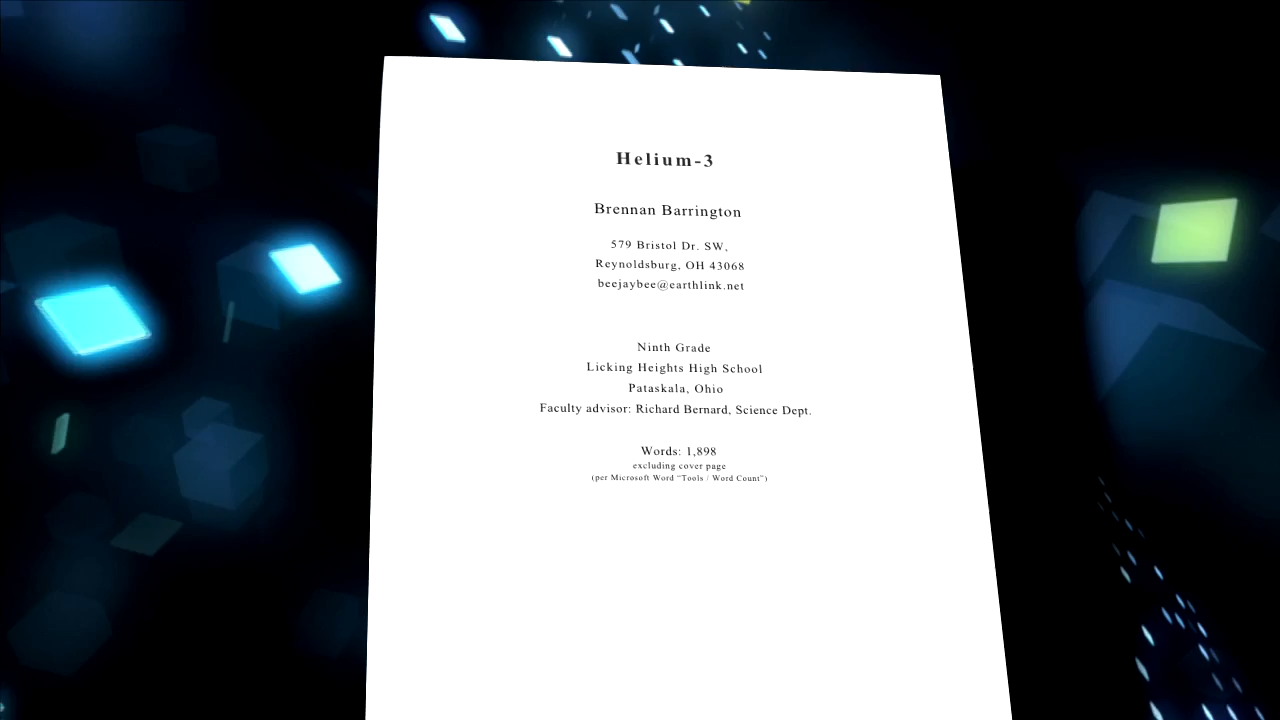 Helium-3
Brennan Barrington
579 Bristol Dr. SW,
Reynoldsburg, OH 43068
beejaybee@earthlink.net
Ninth Grade
Licking Heights High School
Pataskala, Ohio
Faculty advisor: Richard Bernard, Science Dept.
Words: 1,898
excluding cover page
(per Microsoft Word "Tools / Word Count")